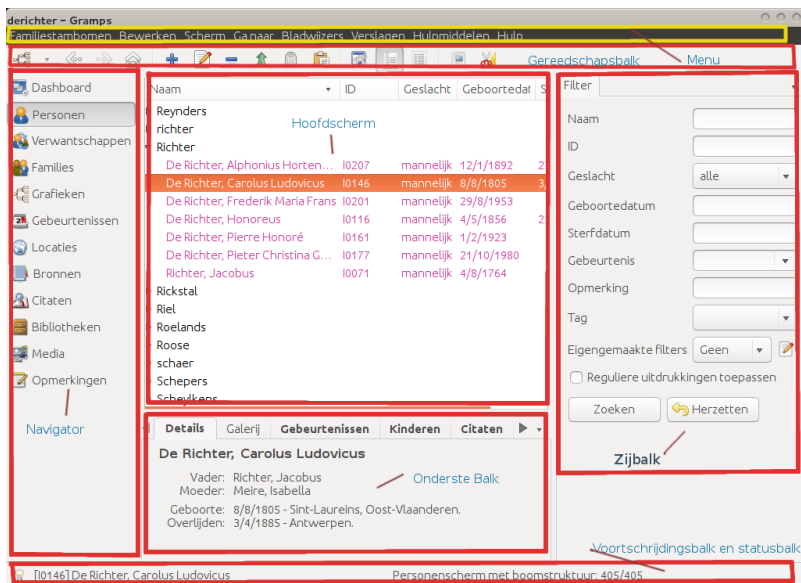 derichter – Gramps
Familiestambomen Bewerken Scherm Ga naar Bladwijzers Verslagen Hulpmiddelen Hulp
Gereedschapsbalk
Menu
Dashboard
Personen
Verwantschappen
Families
Grafieken
Gebeurtenissen
Locaties
Bronnen
Citaten
Bibliotheken
Media
Opmerkingen
Navigator
Naam ID Geslacht Geboortedat S
Reynders
richter
Hoofdscherm
Richter
De Richter, Alphonius Horten... I0207 mannelijk 12/1/1892 2
De Richter, Carolus Ludovicus I0146 mannelijk 8/8/1805 3/
De Richter, Frederik Maria Frans I0201 mannelijk 29/8/1953
De Richter, Honoreus I0116 mannelijk 4/5/1856 2
De Richter, Pierre Honoré I0161 mannelijk 1/2/1923
De Richter, Pieter Christina G... I0177 mannelijk 21/10/1980
Richter, Jacobus I0071 mannelijk 4/8/1764
Rickstal
Riel
Roelands
Roose
schaer
Schepers
Scheylkens
Details Galerij Gebeurtenissen Kinderen Citaten
De Richter, Carolus Ludovicus
Vader: Richter, Jacobus
Moeder: Meire, Isabella
Onderste Balk
Geboorte: 8/8/1805 - Sint-Laureins, Oost-Vlaanderen.
Overlijden: 3/4/1885 - Antwerpen.
Filter
Naam
ID
Geslacht alle
Geboortedatum
Sterfdatum
Gebeurtenis
Opmerking
Tag
Eigengemaakte filters Geen
Reguliere uitdrukkingen toepassen
Zoeken Herzetten
Zijbalk
Voortschrijdingsbalk en statusbalk
[I0146] De Richter, Carolus Ludovicus Personenscherm met boomstruktuur: 405/405